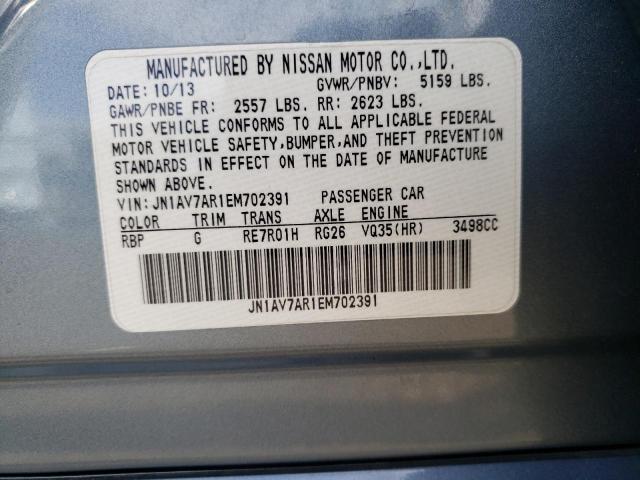 MANUFACTURED BY NISSAN MOTOR CO.,LTD.
DATE: 10/13 GVWR/PNBV: 5159 LBS.
GAWR/PNBE FR: 2557 LBS. RR: 2623 LBS.
THIS VEHICLE CONFORMS TO ALL APPLICABLE FEDERAL
MOTOR VEHICLE SAFETY,BUMPER,AND THEFT PREVENTION
STANDARDS IN EFFECT ON THE DATE OF MANUFACTURE
SHOWN ABOVE.
VIN: JN1AV7AR1EM702391 PASSENGER CAR
COLOR TRIM TRANS AXLE ENGINE
RBP G RE7R01H RG26 VQ35(HR) 3498CC
JN1AV7AR1EM702391